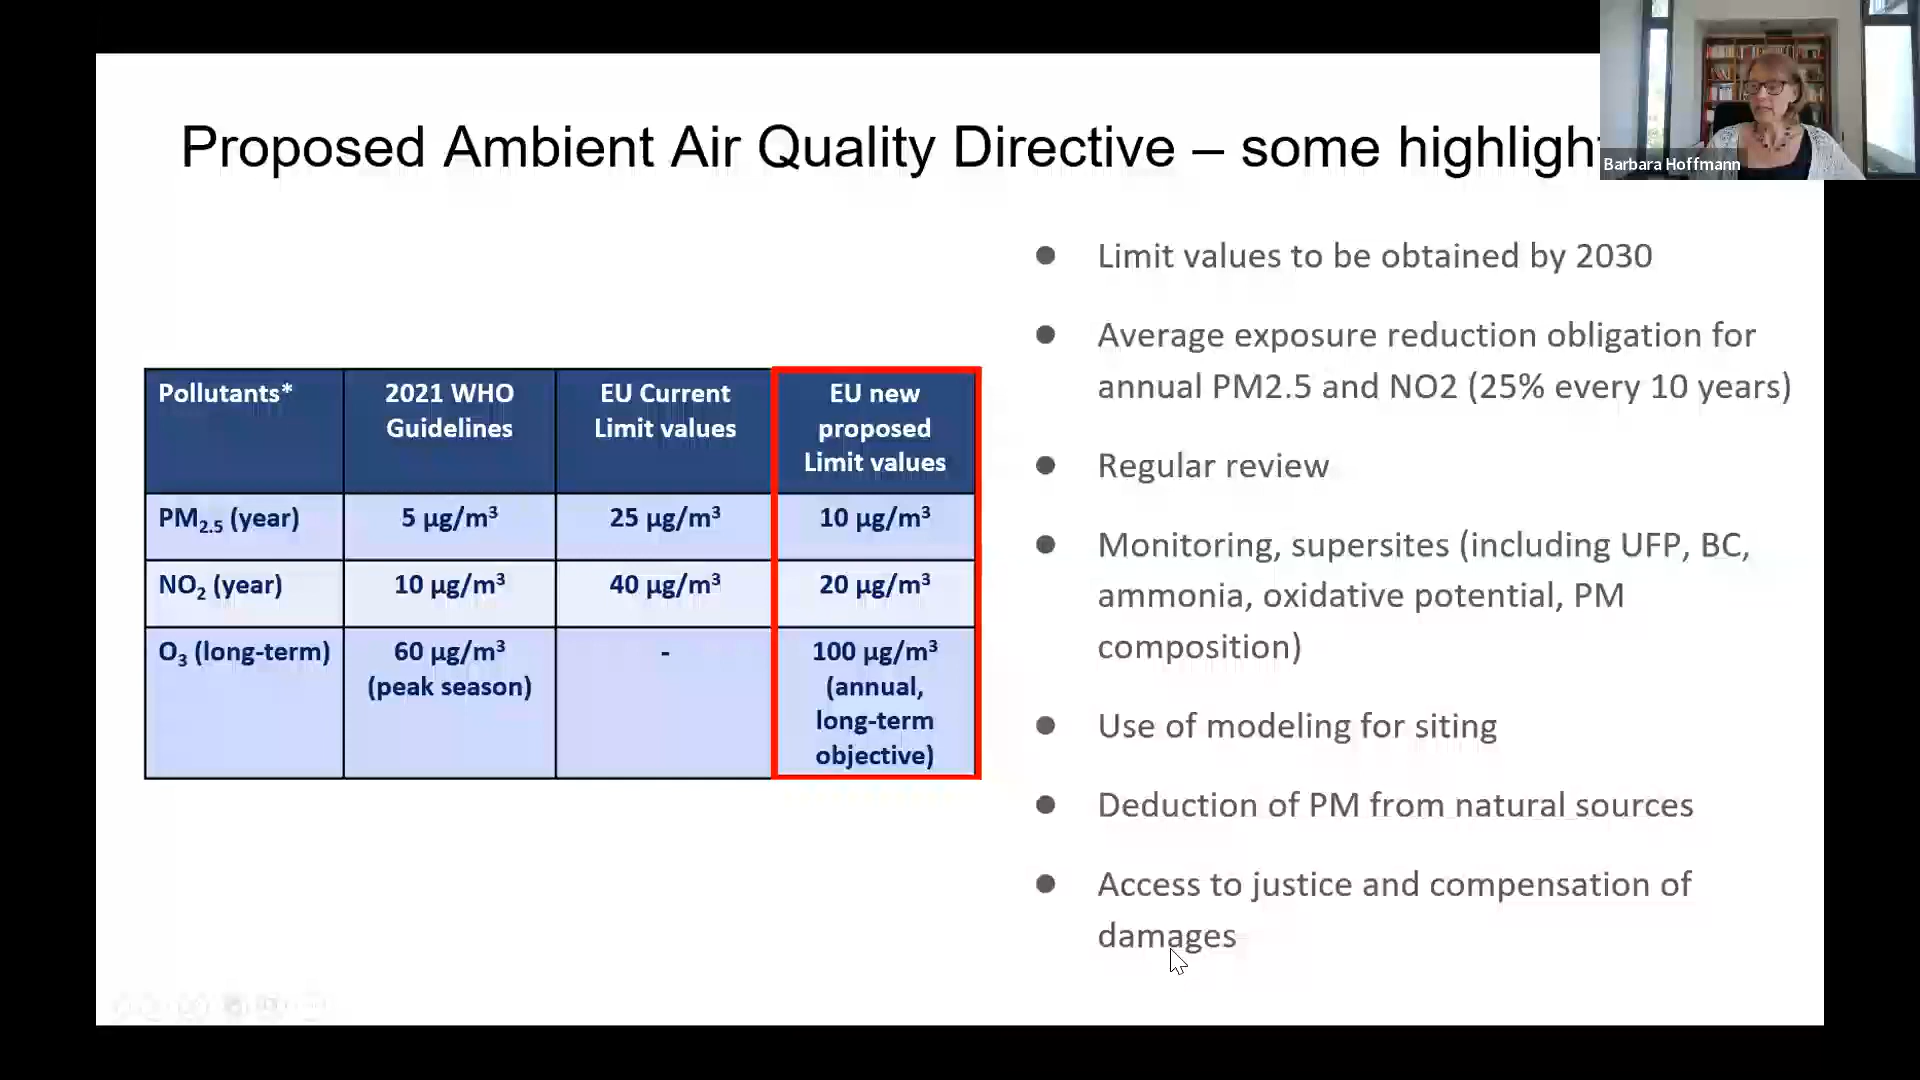 Proposed Ambient Air Quality Directive – some highligh
Barbara Hoffmann
Pollutants*
2021 WHO
Guidelines
EU Current
Limit values
EU new
proposed
Limit values
PM2.5 (year)
5 µg/m³
25 µg/m³
10 µg/m³
NO2 (year)
10 µg/m³
40 µg/m³
20 µg/m³
O3 (long-term)
60 µg/m³
(peak season)
-
100 µg/m³
(annual,
long-term
objective)
● Limit values to be obtained by 2030
● Average exposure reduction obligation for
annual PM2.5 and NO2 (25% every 10 years)
● Regular review
● Monitoring, supersites (including UFP, BC,
ammonia, oxidative potential, PM
composition)
● Use of modeling for siting
● Deduction of PM from natural sources
● Access to justice and compensation of
damages